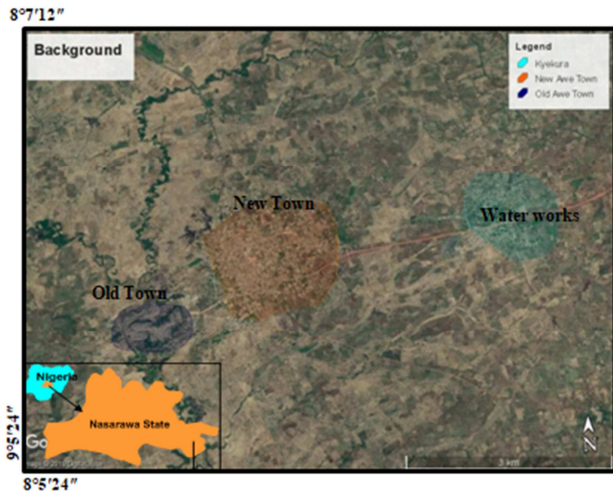 8°7'12"
Background
Legend
Kyekura
New Awe Town
Old Awe Town
New Town
Water works
Old Town
Nigeria
Nasarawa State
Go
3 km
N
9°5'24"
8°5'24"